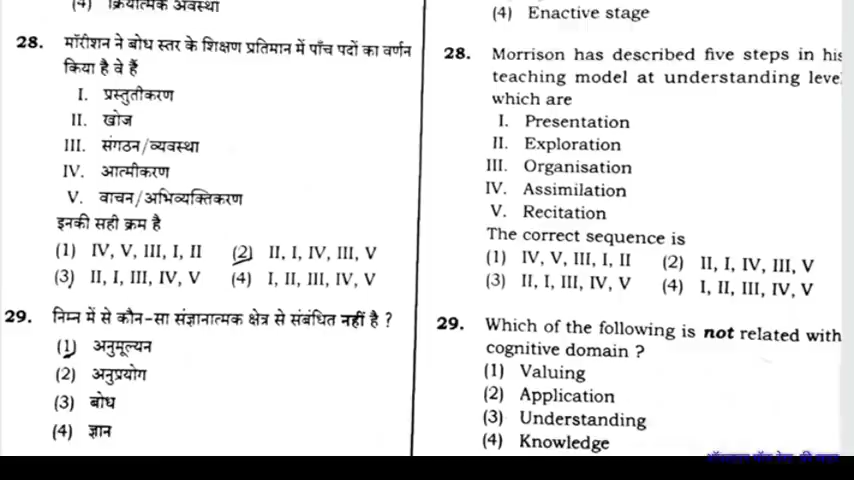 (4) क्रियात्मक अवस्था
28. मॉरीशन ने बोध स्तर के शिक्षण प्रतिमान में पाँच पदों का वर्णन
किया है वे हैं
I. प्रस्तुतीकरण
II. खोज
III. संगठन/व्यवस्था
IV. आत्मीकरण
V. वाचन/अभिव्यक्तिकरण
इनकी सही क्रम है
(1) IV, V, III, I, II (2) II, I, IV, III, V
(3) II, I, III, IV, V (4) I, II, III, IV, V
29. निम्न में से कौन-सा संज्ञानात्मक क्षेत्र से संबंधित नहीं है ?
(1) अनुमूल्यन
(2) अनुप्रयोग
(3) बोध
(4) ज्ञान
(4) Enactive stage
28. Morrison has described five steps in his
teaching model at understanding leve
which are
I. Presentation
II. Exploration
III. Organisation
IV. Assimilation
V. Recitation
The correct sequence is
(1) IV, V, III, I, II (2) II, I, IV, III, V
(3) II, I, III, IV, V (4) I, II, III, IV, V
29. Which of the following is not related with
cognitive domain ?
(1) Valuing
(2) Application
(3) Understanding
(4) Knowledge